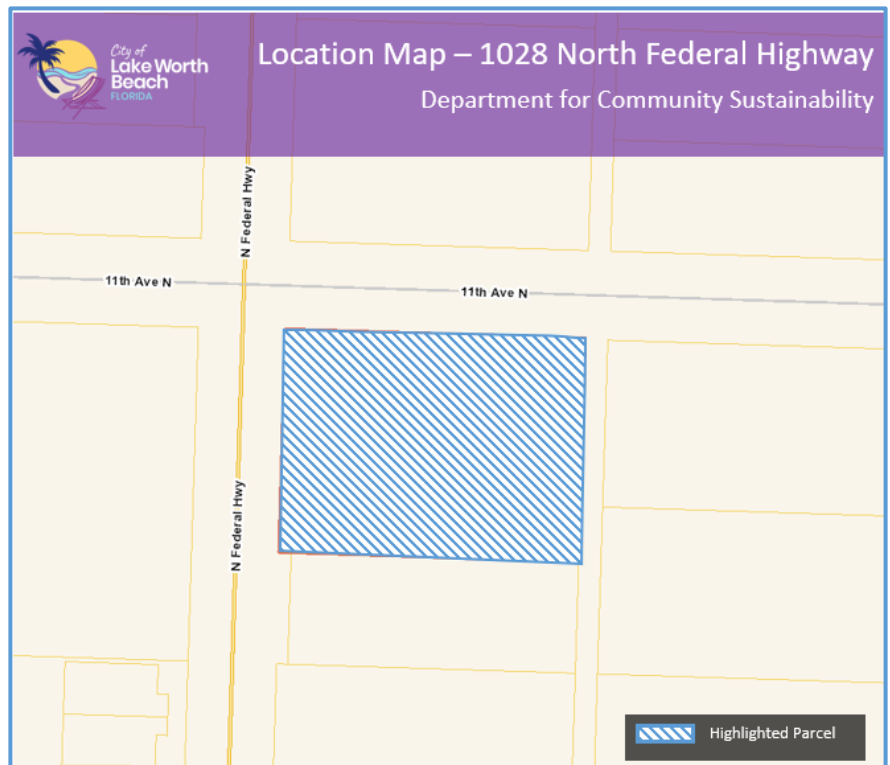 City of
Lake Worth
Beach
FLORIDA
Location Map – 1028 North Federal Highway
Department for Community Sustainability
N Federal Hwy
11th Ave N
11th Ave N
N Federal Hwy
Highlighted Parcel